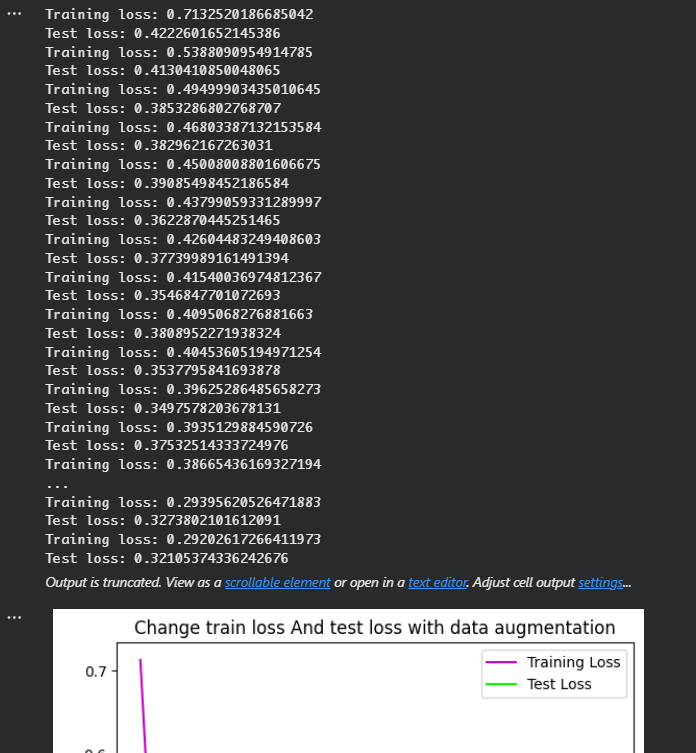 Training loss: 0.7132520186685042
Test loss: 0.4222601652145386
Training loss: 0.5388090954914785
Test loss: 0.4130410850048065
Training loss: 0.49499903435010645
Test loss: 0.3853286802768707
Training loss: 0.46803387132153584
Test loss: 0.382962167263031
Training loss: 0.45008008801606675
Test loss: 0.39085498452186584
Training loss: 0.43799059331289997
Test loss: 0.3622870445251465
Training loss: 0.42604483249408603
Test loss: 0.37739989161491394
Training loss: 0.41540036974812367
Test loss: 0.3546847701072693
Training loss: 0.4095068276881663
Test loss: 0.3808952271938324
Training loss: 0.40453605194971254
Test loss: 0.3537795841693878
Training loss: 0.39625286485658273
Test loss: 0.3497578203678131
Training loss: 0.3935129884590726
Test loss: 0.37532514333724976
Training loss: 0.38665436169327194
...
Training loss: 0.29395620526471883
Test loss: 0.3273802101612091
Training loss: 0.29202617266411973
Test loss: 0.32105374336242676
Output is truncated. View as a scrollable element or open in a text editor. Adjust cell output settings...
Change train loss And test loss with data augmentation
0.7
Training Loss
Test Loss